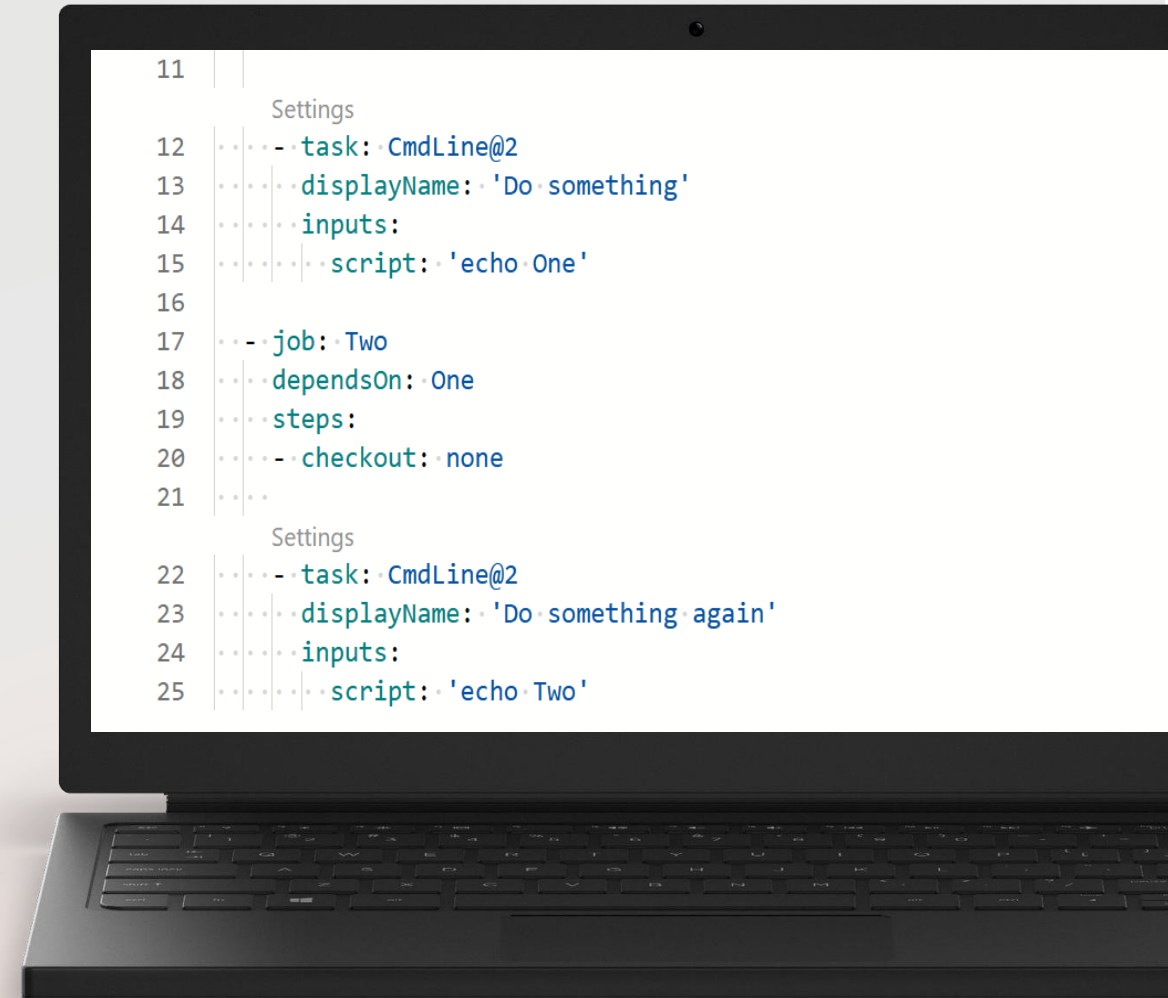 11
Settings
12 - task: CmdLine@2
13 displayName: 'Do something'
14 inputs:
15 script: 'echo One'
16
17 - job: Two
18 dependsOn: One
19 steps:
20 - checkout: none
21
Settings
22 - task: CmdLine@2
23 displayName: 'Do something again'
24 inputs:
25 script: 'echo Two'